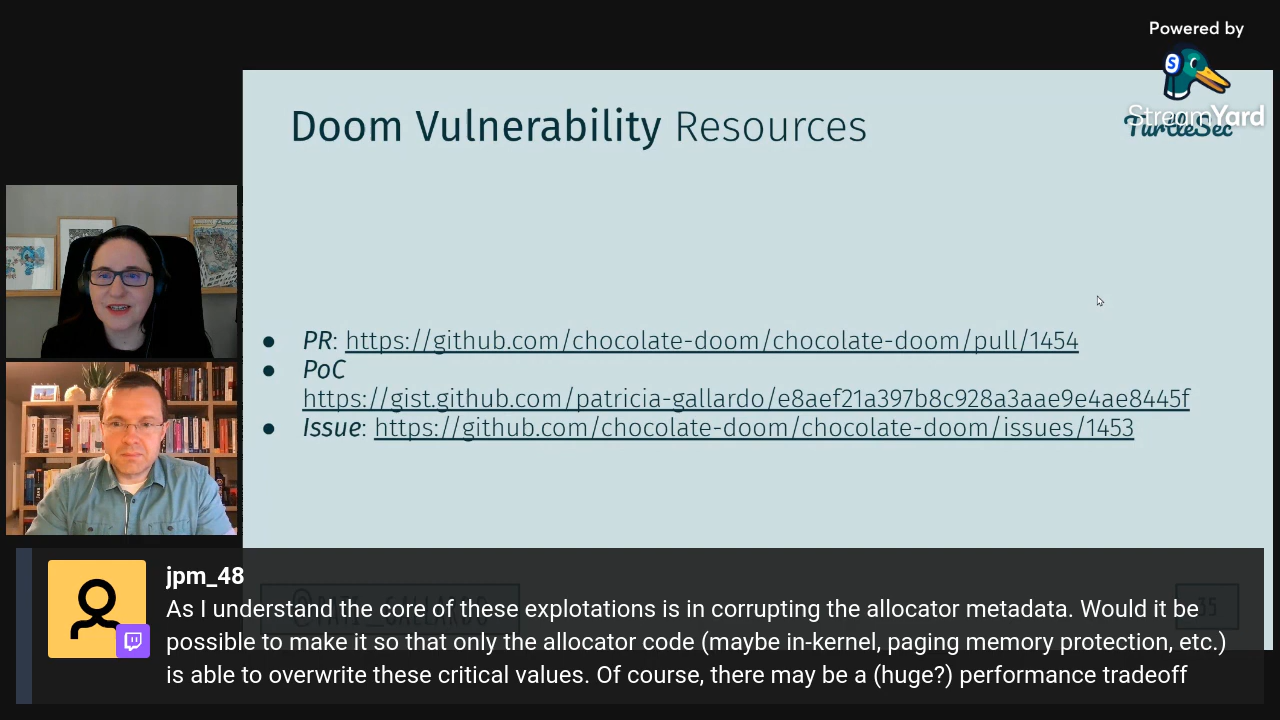 Powered by
StreamYard
TurtleSec
Doom Vulnerability Resources
● PR: https://github.com/chocolate-doom/chocolate-doom/pull/1454
● PoC
https://gist.github.com/patricia-gallardo/e8aef21a397b8c928a3aae9e4ae8445f
● Issue: https://github.com/chocolate-doom/chocolate-doom/issues/1453
@PATI_GALLARDO
35
jpm_48
As I understand the core of these explotations is in corrupting the allocator metadata. Would it be
possible to make it so that only the allocator code (maybe in-kernel, paging memory protection, etc.)
is able to overwrite these critical values. Of course, there may be a (huge?) performance tradeoff